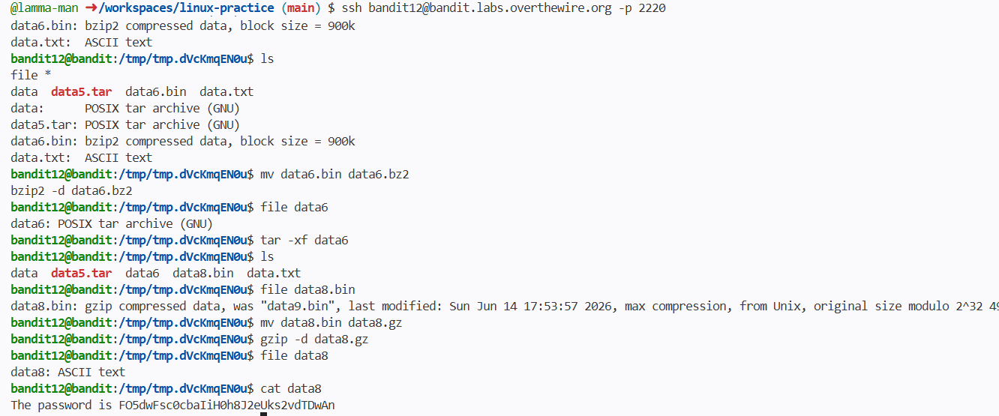 @lamma-man ➜/workspaces/linux-practice (main) $ ssh bandit12@bandit.labs.overthewire.org -p 2220
data6.bin: bzip2 compressed data, block size = 900k
data.txt:  ASCII text
bandit12@bandit:/tmp/tmp.dVcKmqEN0u$ ls
file *
data  data5.tar  data6.bin  data.txt
data:      POSIX tar archive (GNU)
data5.tar: POSIX tar archive (GNU)
data6.bin: bzip2 compressed data, block size = 900k
data.txt:  ASCII text
bandit12@bandit:/tmp/tmp.dVcKmqEN0u$ mv data6.bin data6.bz2
bzip2 -d data6.bz2
bandit12@bandit:/tmp/tmp.dVcKmqEN0u$ file data6
data6: POSIX tar archive (GNU)
bandit12@bandit:/tmp/tmp.dVcKmqEN0u$ tar -xf data6
bandit12@bandit:/tmp/tmp.dVcKmqEN0u$ ls
data  data5.tar  data6  data8.bin  data.txt
bandit12@bandit:/tmp/tmp.dVcKmqEN0u$ file data8.bin
data8.bin: gzip compressed data, was "data9.bin", last modified: Sun Jun 14 17:53:57 2026, max compression, from Unix, original size modulo 2^32 49
bandit12@bandit:/tmp/tmp.dVcKmqEN0u$ mv data8.bin data8.gz
bandit12@bandit:/tmp/tmp.dVcKmqEN0u$ gzip -d data8.gz
bandit12@bandit:/tmp/tmp.dVcKmqEN0u$ file data8
data8: ASCII text
bandit12@bandit:/tmp/tmp.dVcKmqEN0u$ cat data8
The password is FO5dwFsc0cbaIiH0h8J2eUks2vdTDwAn